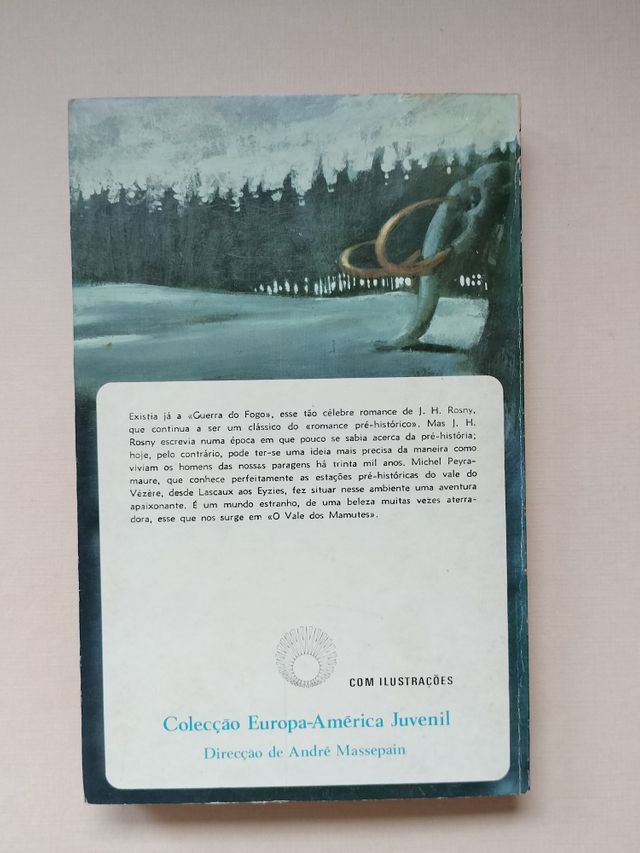 Existia já a «Guerra do Fogo», esse tão célebre romance de J. H. Rosny,
que continua a ser um clássico do «romance pré-histórico». Mas J. H.
Rosny escrevia numa época em que pouco se sabia acerca da pré-história;
hoje, pelo contrário, pode ter-se uma ideia mais precisa da maneira como
viviam os homens das nossas paragens há trinta mil anos. Michel Peyra-
maure, que conhece perfeitamente as estações pré-históricas do vale do
Vézère, desde Lascaux aos Eyzies, fez situar nesse ambiente uma aventura
apaixonante. É um mundo estranho, de uma beleza muitas vezes aterra-
dora, esse que nos surge em «O Vale dos Mamutes».
COM ILUSTRAÇÕES
Colecção Europa-América Juvenil
Direcção de André Massepain